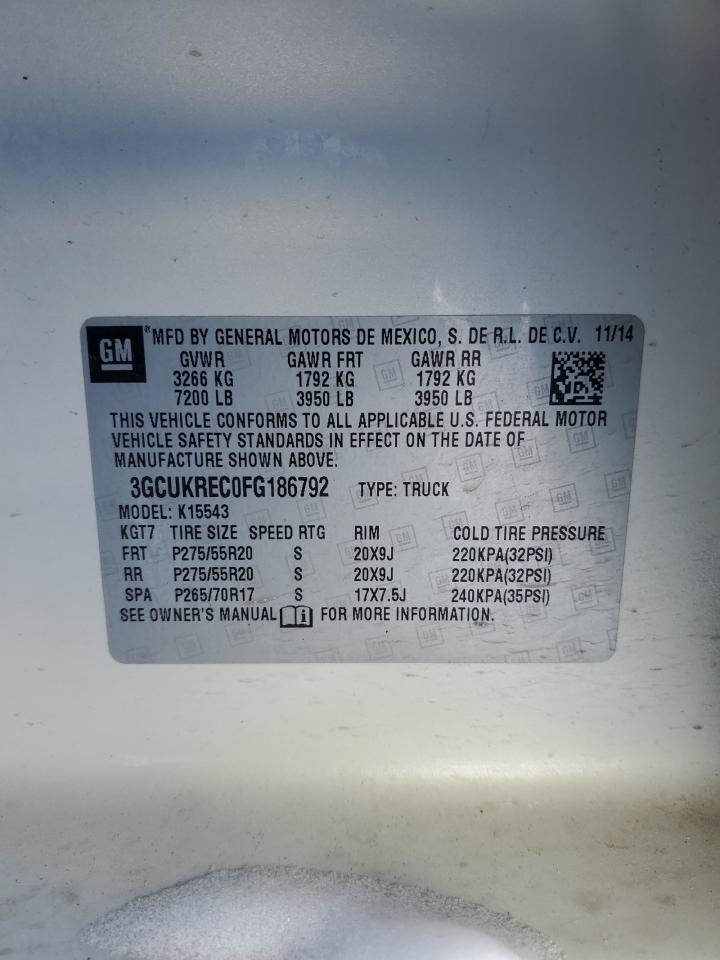 GM ® MFD BY GENERAL MOTORS DE MEXICO, S. DE R.L. DE C.V. 11/14
GVWR GAWR FRT GAWR RR
3266 KG 1792 KG 1792 KG
7200 LB 3950 LB 3950 LB
THIS VEHICLE CONFORMS TO ALL APPLICABLE U.S. FEDERAL MOTOR
VEHICLE SAFETY STANDARDS IN EFFECT ON THE DATE OF
MANUFACTURE SHOWN ABOVE.
3GCUKREC0FG186792 TYPE: TRUCK
MODEL: K15543
KGT7 TIRE SIZE SPEED RTG RIM COLD TIRE PRESSURE
FRT P275/55R20 S 20X9J 220KPA(32PSI)
RR P275/55R20 S 20X9J 220KPA(32PSI)
SPA P265/70R17 S 17X7.5J 240KPA(35PSI)
SEE OWNER'S MANUAL i FOR MORE INFORMATION.